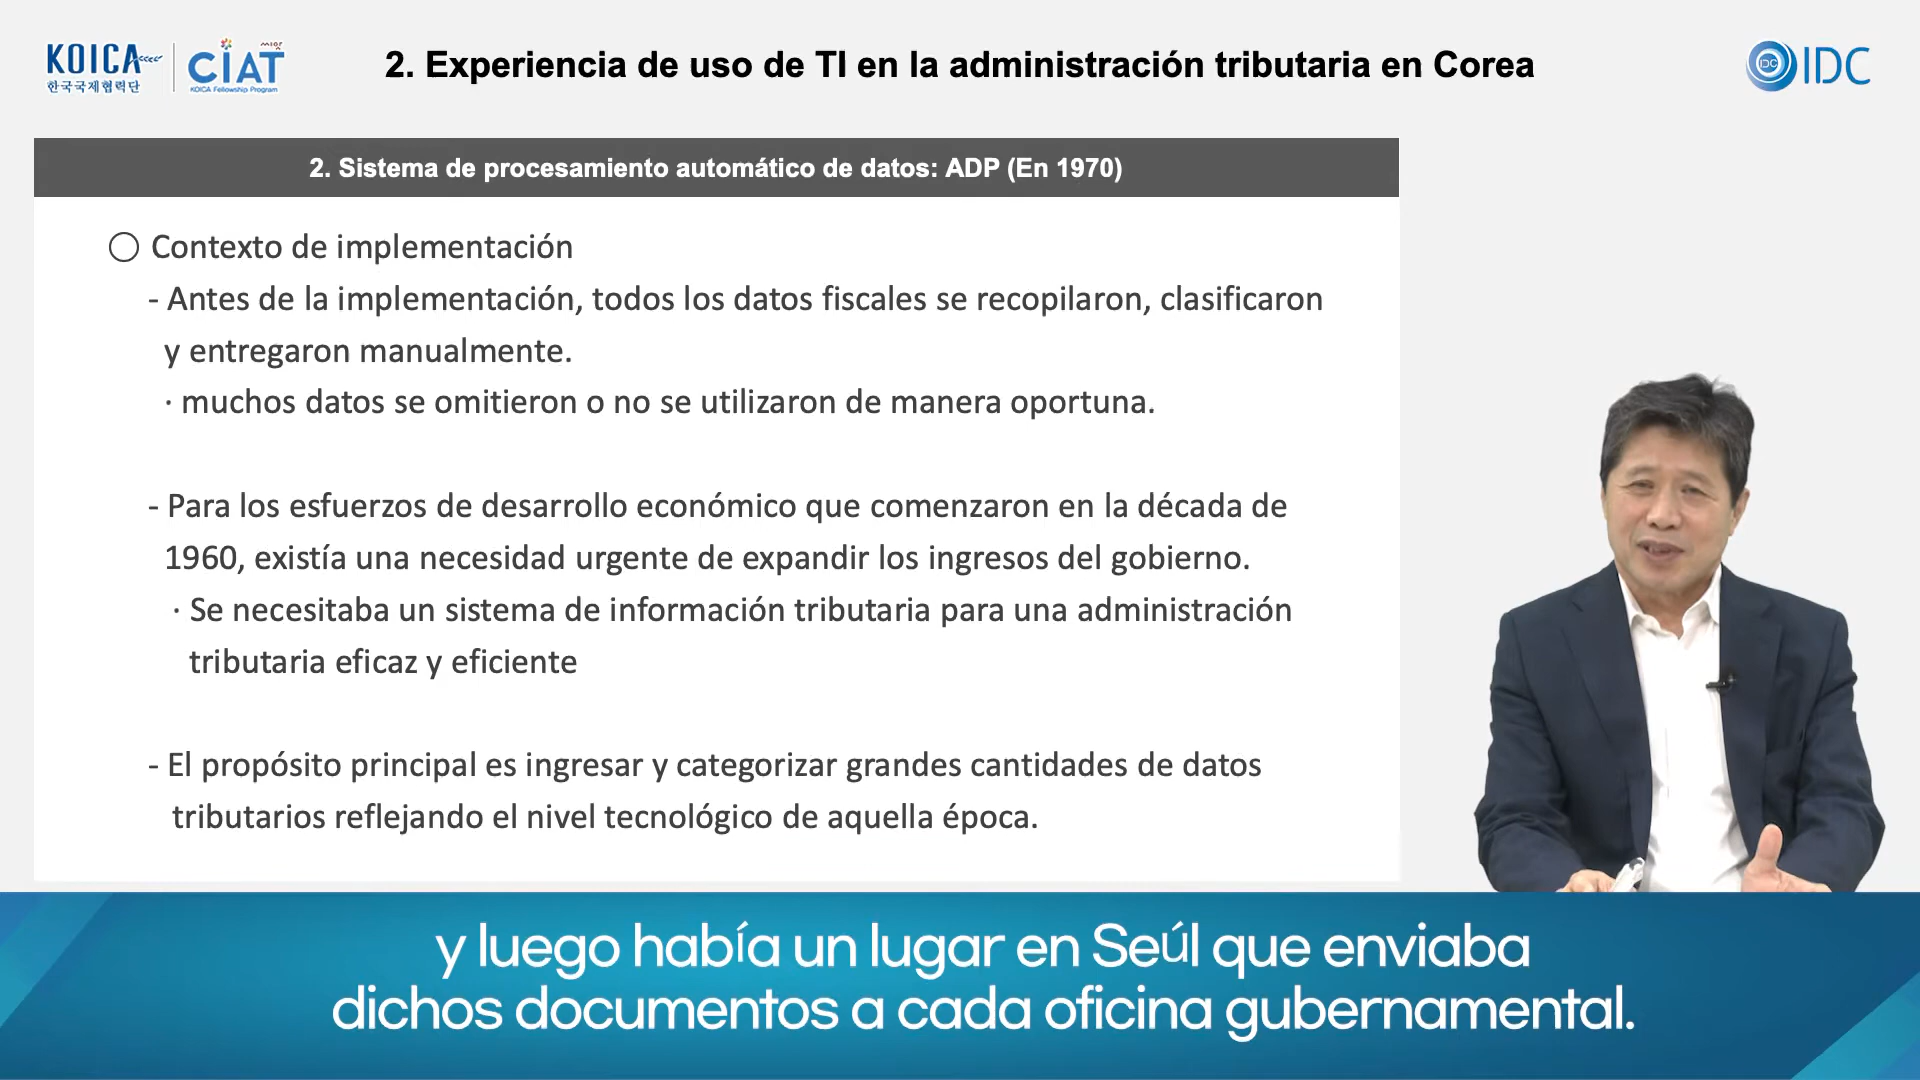 KOICA
한국국제협력단
CIAT
KOICA Fellowship Program
2. Experiencia de uso de TI en la administración tributaria en Corea
IDC
IDC
2. Sistema de procesamiento automático de datos: ADP (En 1970)
○ Contexto de implementación
- Antes de la implementación, todos los datos fiscales se recopilaron, clasificaron
y entregaron manualmente.
· muchos datos se omitieron o no se utilizaron de manera oportuna.
- Para los esfuerzos de desarrollo económico que comenzaron en la década de
1960, existía una necesidad urgente de expandir los ingresos del gobierno.
· Se necesitaba un sistema de información tributaria para una administración
tributaria eficaz y eficiente
- El propósito principal es ingresar y categorizar grandes cantidades de datos
tributarios reflejando el nivel tecnológico de aquella época.
y luego había un lugar en Seúl que enviaba
dichos documentos a cada oficina gubernamental.